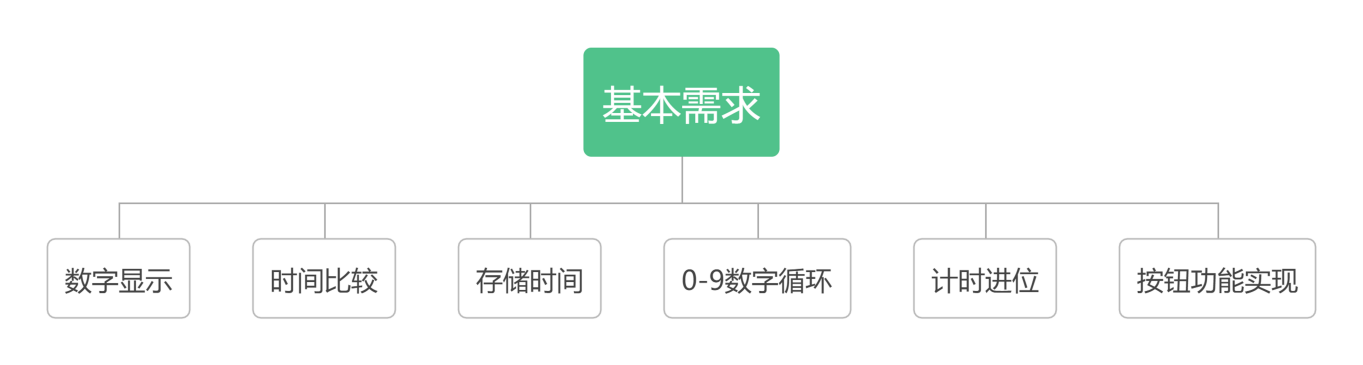 基本需求
数字显示
时间比较
存储时间
0-9数字循环
计时进位
按钮功能实现